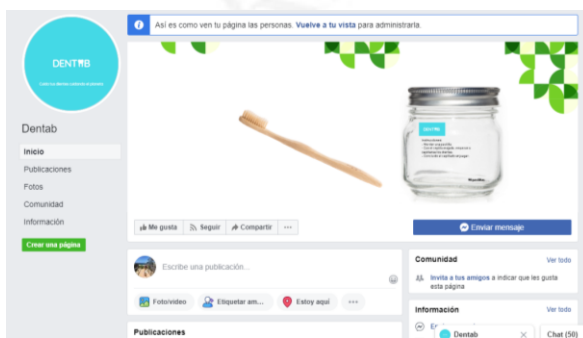 Así es como ven tu página las personas. Vuelve a tu vista para administrarla.
DENTAB
Dentab
Inicio
Publicaciones
Fotos
Comunidad
Información
Crear una página
DENTAB
Me gusta
Seguir
Compartir
Enviar mensaje
Escribe una publicación...
Foto/video
Etiquetar am...
Estoy aquí
Publicaciones
Comunidad
Ver todo
Invita a tus amigos a indicar que les gusta
esta página
Información
Ver todo
Dentab
Chat (50)